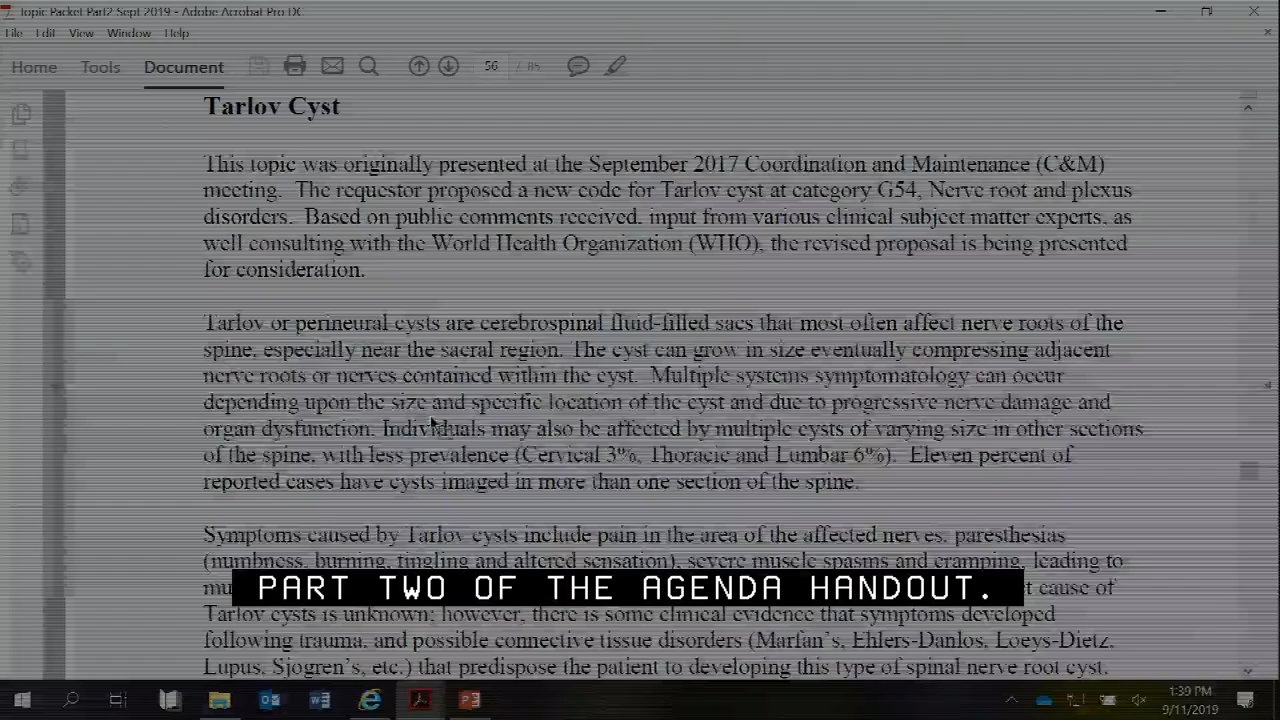 Topic Packet Part2 Sept 2019 - Adobe Acrobat Pro DC
File Edit View Window Help
Home Tools Document 56 / 85
Tarlov Cyst
This topic was originally presented at the September 2017 Coordination and Maintenance (C&M)
meeting. The requestor proposed a new code for Tarlov cyst at category G54, Nerve root and plexus
disorders. Based on public comments received, input from various clinical subject matter experts, as
well consulting with the World Health Organization (WHO), the revised proposal is being presented
for consideration.
Tarlov or perineural cysts are cerebrospinal fluid-filled sacs that most often affect nerve roots of the
spine, especially near the sacral region. The cyst can grow in size eventually compressing adjacent
nerve roots or nerves contained within the cyst. Multiple systems symptomatology can occur
depending upon the size and specific location of the cyst and due to progressive nerve damage and
organ dysfunction. Individuals may also be affected by multiple cysts of varying size in other sections
of the spine, with less prevalence (Cervical 3%, Thoracic and Lumbar 6%). Eleven percent of
reported cases have cysts imaged in more than one section of the spine.
Symptoms caused by Tarlov cysts include pain in the area of the affected nerves, paresthesias
(numbness, burning, tingling and altered sensation), severe muscle spasms and cramping, leading to
PART TWO OF THE AGENDA HANDOUT.
cause of
Tarlov cysts is unknown; however, there is some clinical evidence that symptoms developed
following trauma, and possible connective tissue disorders (Marfan's, Ehlers-Danlos, Loeys-Dietz,
Lupus, Sjogren's, etc.) that predispose the patient to developing this type of spinal nerve root cyst.
1:39 PM
9/11/2019